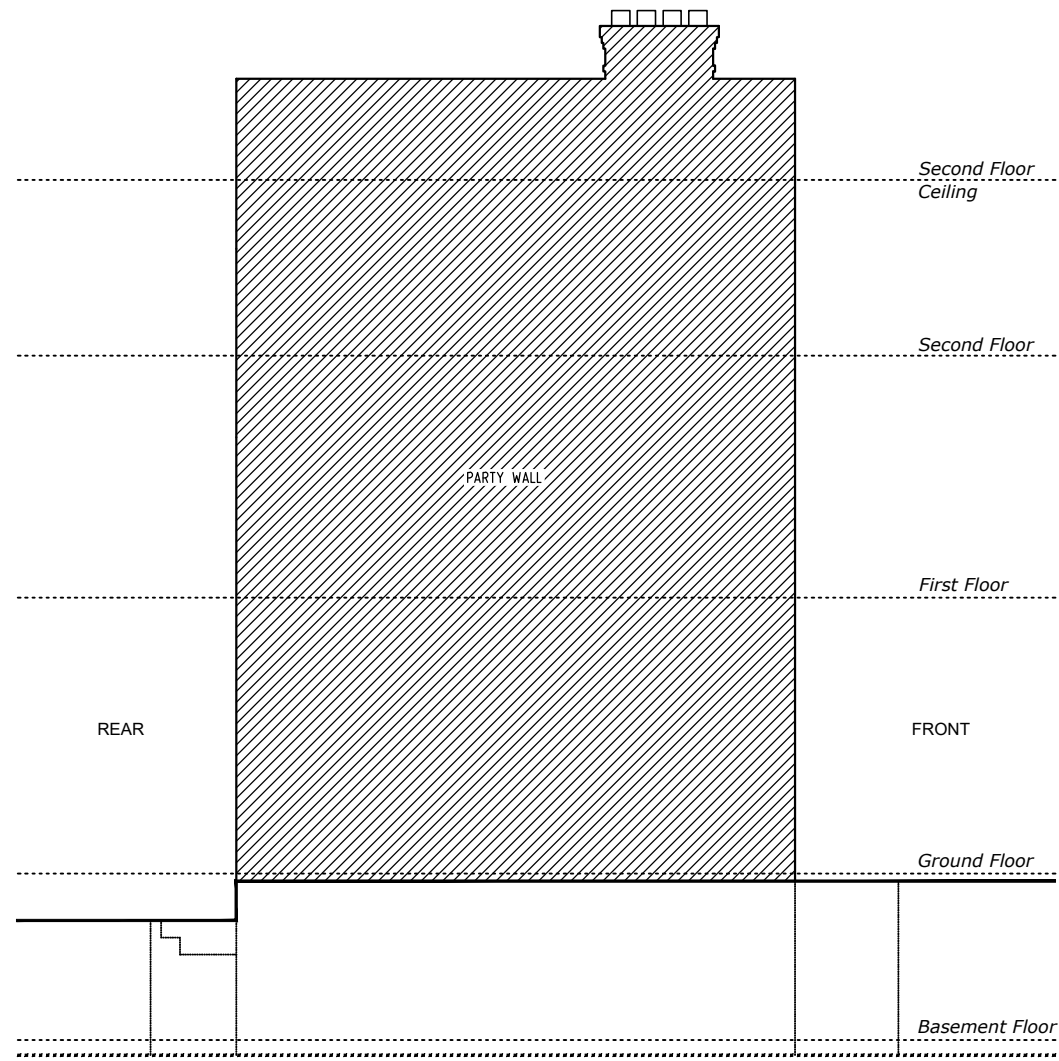 Second Floor
Ceiling
Second Floor
PARTY WALL
First Floor
REAR
FRONT
Ground Floor
Basement Floor